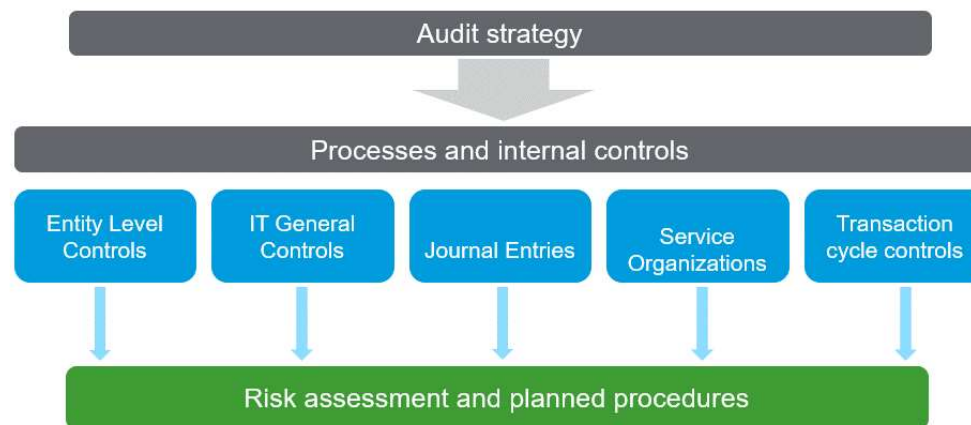 Audit strategy
Processes and internal controls
Entity Level
Controls
IT General
Controls
Journal Entries
Service
Organizations
Transaction
cycle controls
Risk assessment and planned procedures